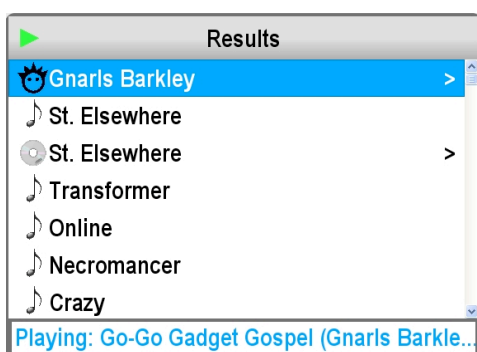 Results
Gnarls Barkley >
St. Elsewhere
St. Elsewhere >
Transformer
Online
Necromancer
Crazy
Playing: Go-Go Gadget Gospel (Gnarls Barkle...